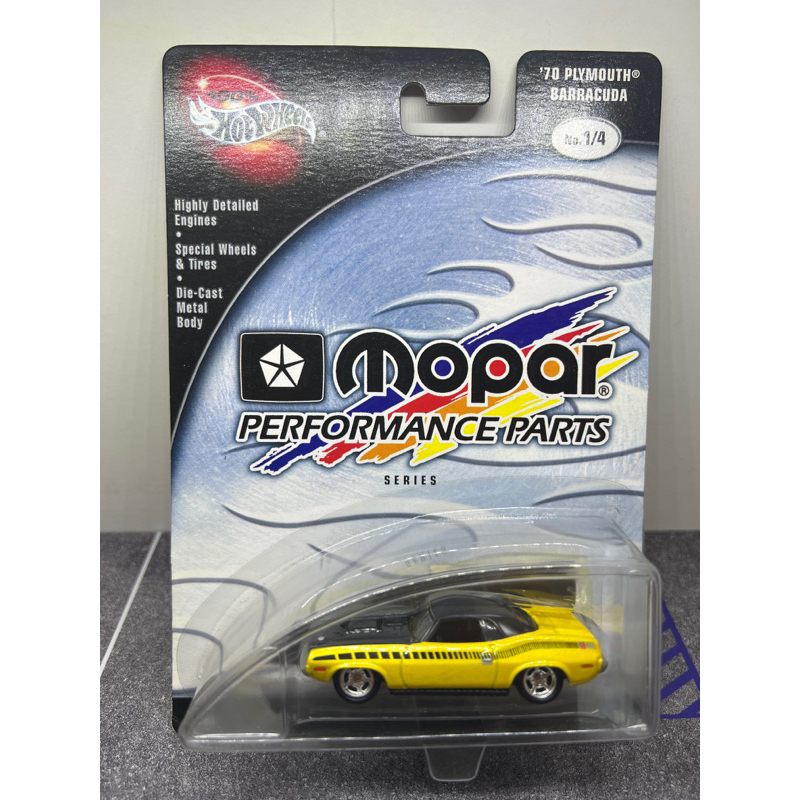 Hot Wheels®
'70 PLYMOUTH®
BARRACUDA
No. 1/4
Highly Detailed
Engines
•
Special Wheels
& Tires
•
Die-Cast
Metal
Body
mopar®
PERFORMANCE PARTS
SERIES